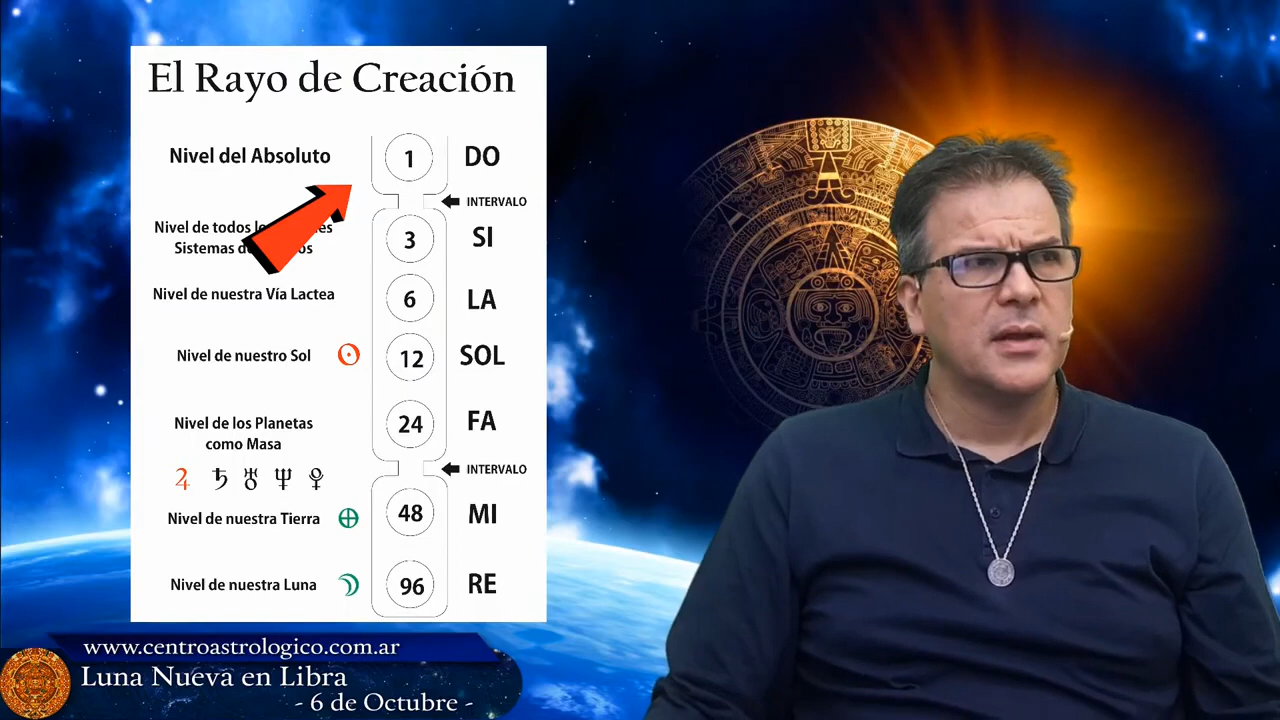 El Rayo de Creación
Nivel del Absoluto 1 DO
INTERVALO
Nivel de todos
Sistemas
3 SI
Nivel de nuestra Vía Lactea 6 LA
Nivel de nuestro Sol 12 SOL
Nivel de los Planetas
como Masa
24 FA
INTERVALO
Nivel de nuestra Tierra 48 MI
Nivel de nuestra Luna 96 RE
www.centroastrologico.com.ar
Luna Nueva en Libra
- 6 de Octubre -